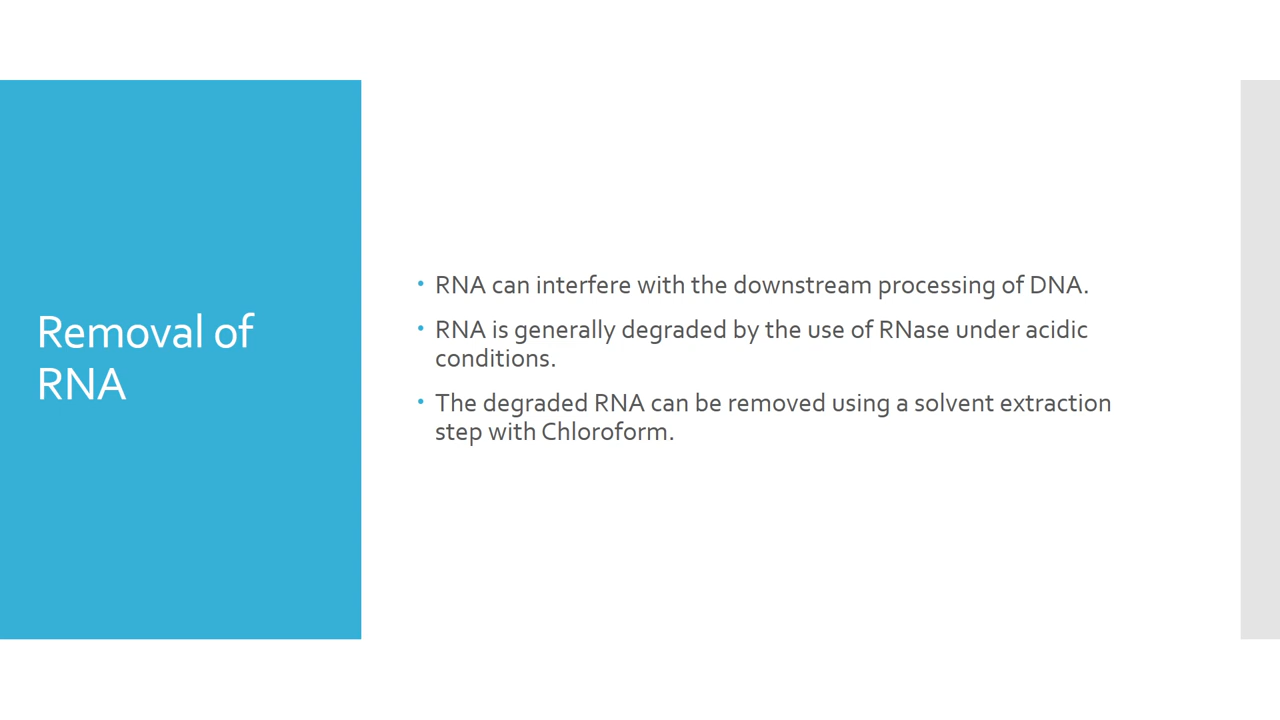 Removal of
RNA
• RNA can interfere with the downstream processing of DNA.
• RNA is generally degraded by the use of RNase under acidic
conditions.
• The degraded RNA can be removed using a solvent extraction
step with Chloroform.